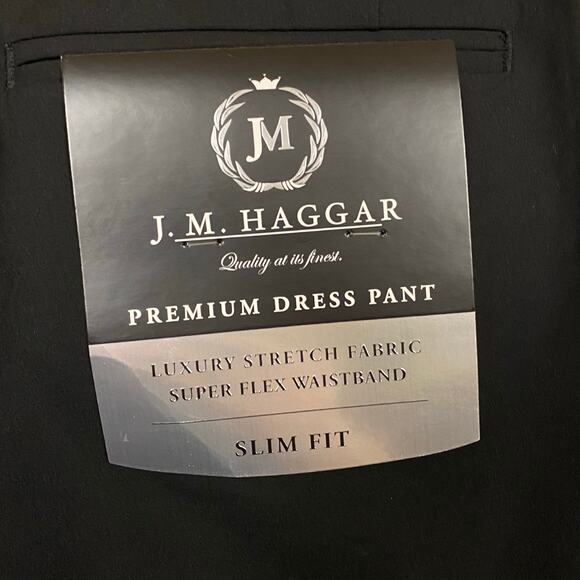 JM
J. M. HAGGAR
Quality at its finest.
PREMIUM DRESS PANT
LUXURY STRETCH FABRIC
SUPER FLEX WAISTBAND
SLIM FIT